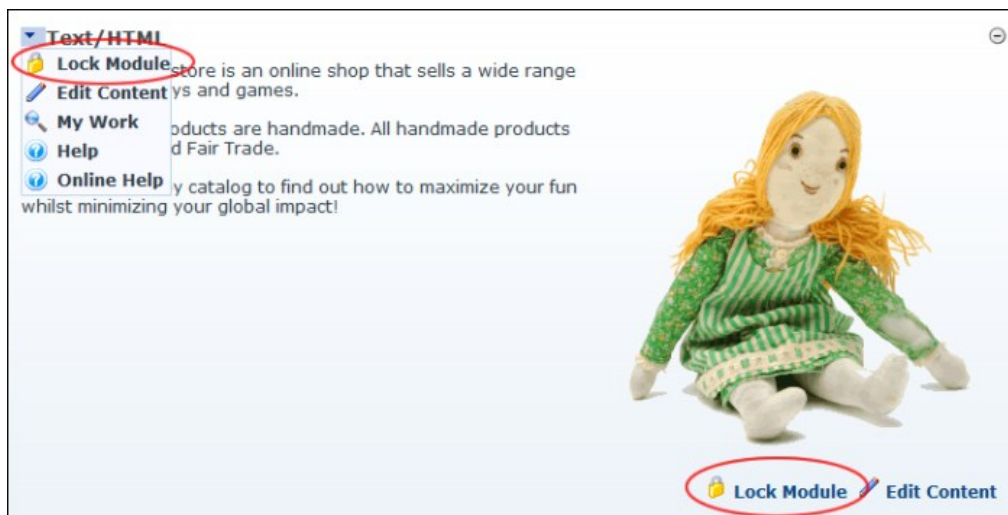 Text/HTML
Lock Module
store is an online shop that sells a wide range
Edit Content
ys and games.
My Work
oducts are handmade. All handmade products
Help
d Fair Trade.
Online Help
y catalog to find out how to maximize your fun
whilst minimizing your global impact!
Lock Module Edit Content